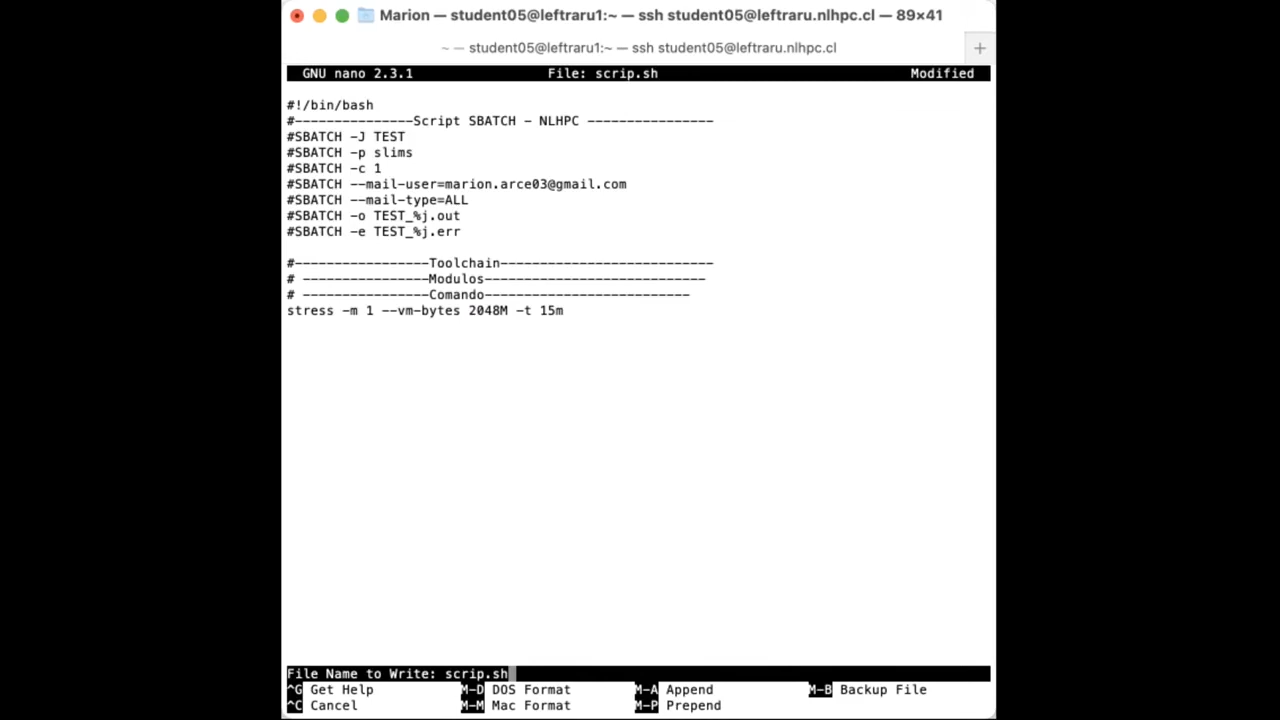 Marion — student05@leftraru1:~ — ssh student05@leftraru.nlhpc.cl — 89×41
~ — student05@leftraru1:~ — ssh student05@leftraru.nlhpc.cl +
GNU nano 2.3.1 File: scrip.sh Modified
#!/bin/bash
#---------------Script SBATCH - NLHPC ----------------
#SBATCH -J TEST
#SBATCH -p slims
#SBATCH -c 1
#SBATCH --mail-user=marion.arce03@gmail.com
#SBATCH --mail-type=ALL
#SBATCH -o TEST_%j.out
#SBATCH -e TEST_%j.err
#-----------------Toolchain---------------------------
# ----------------Modulos----------------------------
# ----------------Comando--------------------------
stress -m 1 --vm-bytes 2048M -t 15m
File Name to Write: scrip.sh
^G Get Help M-D DOS Format M-A Append M-B Backup File
^C Cancel M-M Mac Format M-P Prepend